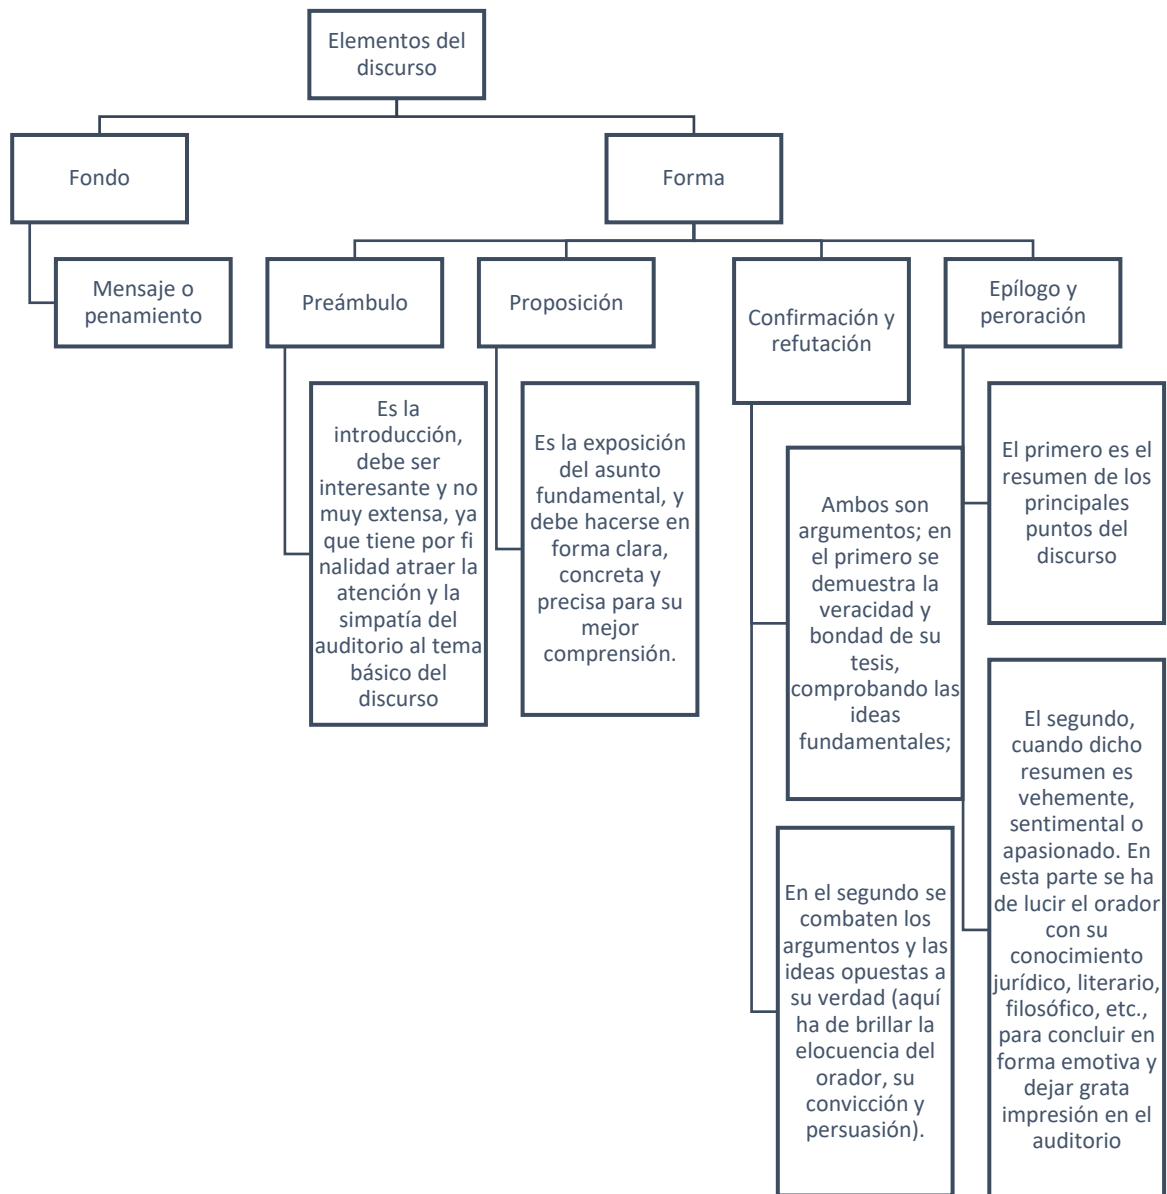 Elementos del
discurso
Fondo
Forma
Mensaje o
penamiento
Preámbulo
Proposición
Confirmación y
refutación
Epílogo y
peroración
Es la
introducción,
debe ser
interesante y no
muy extensa, ya
que tiene por fi
nalidad atraer la
atención y la
simpatía del
auditorio al tema
básico del
discurso
Es la exposición
del asunto
fundamental, y
debe hacerse en
forma clara,
concreta y
precisa para su
mejor
comprensión.
Ambos son
argumentos; en
el primero se
demuestra la
veracidad y
bondad de su
tesis,
comprobando las
ideas
fundamentales;
En el segundo se
combaten los
argumentos y las
ideas opuestas a
su verdad (aquí
ha de brillar la
elocuencia del
orador, su
convicción y
persuasión).
El primero es el
resumen de los
principales
puntos del
discurso
El segundo,
cuando dicho
resumen es
vehemente,
sentimental o
apasionado. En
esta parte se ha
de lucir el orador
con su
conocimiento
jurídico, literario,
filosófico, etc.,
para concluir en
forma emotiva y
dejar grata
impresión en el
auditorio